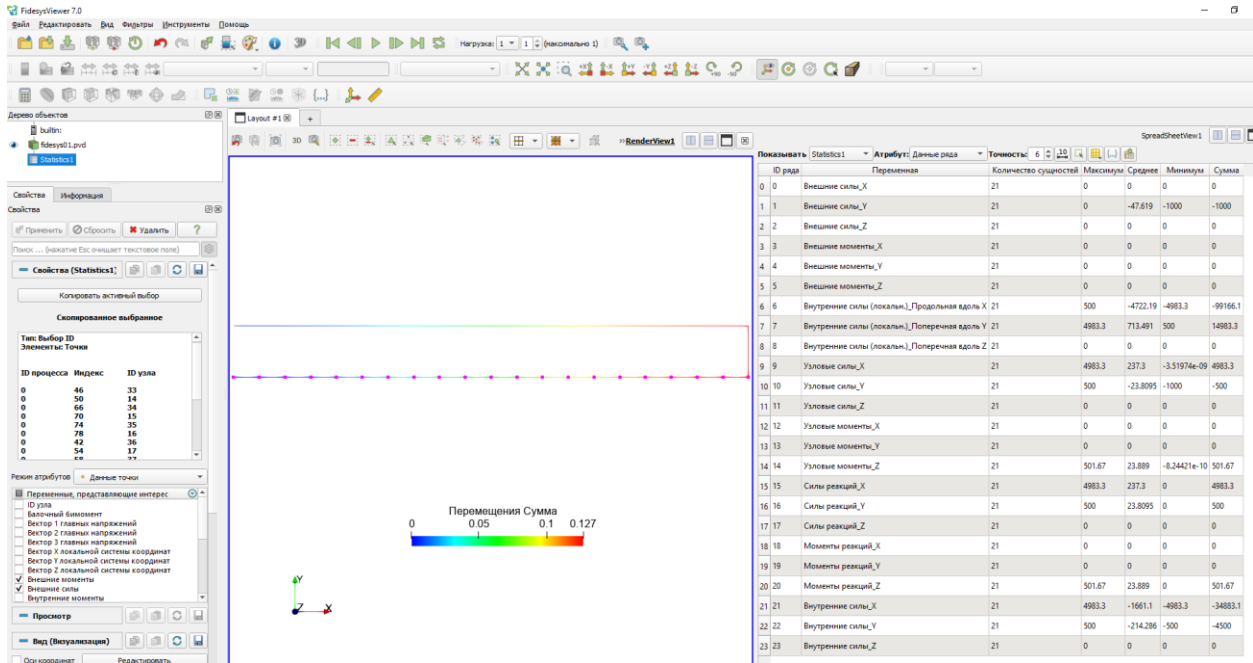 FidesysViewer 7.0
Файл Редактировать Вид Фильтры Инструменты Помощь
3D Нагрузка: 1 1 (максимально 1)
+X -X +Y -Y +Z -Z +90 -90
Дерево объектов
builtin:
fidesys01.pvd
Statistics1
Свойства Информация
Свойства
Применить Сбросить Удалить ?
Поиск ... (нажатие Esc очищает текстовое поле)
Свойства (Statistics1)
Копировать активный выбор
Скопированное выбранное
Тип: Выбор ID
Элементы: Точки
ID процесса Индекс ID узла
0 46 33
0 50 14
0 66 34
0 70 15
0 74 35
0 78 16
0 42 36
0 54 17
Режим атрибутов Данные точки
Переменные, представляющие интерес
ID узла
Балочный бимомент
Вектор 1 главных напряжений
Вектор 2 главных напряжений
Вектор 3 главных напряжений
Вектор X локальной системы координат
Вектор Y локальной системы координат
Вектор Z локальной системы координат
Внешние моменты
Внешние силы
Внутренние моменты
Просмотр
Вид (Визуализация)
Оси координат Редактировать
Layout #1 +
3D »RenderView1
Перемещения Сумма
0 0.05 0.1 0.127
Y
Z X
SpreadSheetView1
Показывать Statistics1 Атрибут: Данные ряда Точность: 6
ID ряда Переменная Количество сущностей Максимум Среднее Минимум Сумма
0 0 Внешние силы_X 21 0 0 0 0
1 1 Внешние силы_Y 21 0 -47.619 -1000 -1000
2 2 Внешние силы_Z 21 0 0 0 0
3 3 Внешние моменты_X 21 0 0 0 0
4 4 Внешние моменты_Y 21 0 0 0 0
5 5 Внешние моменты_Z 21 0 0 0 0
6 6 Внутренние силы (локальн.)_Продольная вдоль X 21 500 -4722.19 -4983.3 -99166.1
7 7 Внутренние силы (локальн.)_Поперечная вдоль Y 21 4983.3 713.491 500 14983.3
8 8 Внутренние силы (локальн.)_Поперечная вдоль Z 21 0 0 0 0
9 9 Узловые силы_X 21 4983.3 237.3 -3.51974e-09 4983.3
10 10 Узловые силы_Y 21 500 -23.8095 -1000 -500
11 11 Узловые силы_Z 21 0 0 0 0
12 12 Узловые моменты_X 21 0 0 0 0
13 13 Узловые моменты_Y 21 0 0 0 0
14 14 Узловые моменты_Z 21 501.67 23.889 -8.24421e-10 501.67
15 15 Силы реакций_X 21 4983.3 237.3 0 4983.3
16 16 Силы реакций_Y 21 500 23.8095 0 500
17 17 Силы реакций_Z 21 0 0 0 0
18 18 Моменты реакций_X 21 0 0 0 0
19 19 Моменты реакций_Y 21 0 0 0 0
20 20 Моменты реакций_Z 21 501.67 23.889 0 501.67
21 21 Внутренние силы_X 21 4983.3 -1661.1 -4983.3 -34883.1
22 22 Внутренние силы_Y 21 500 -214.286 -500 -4500
23 23 Внутренние силы_Z 21 0 0 0 0